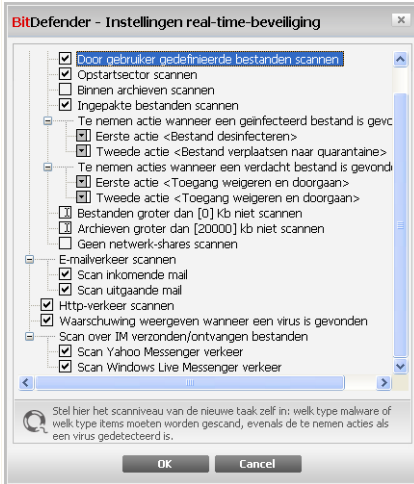 BitDefender - Instellingen real-time-beveiliging
Door gebruiker gedefinieerde bestanden scannen
Opstartsector scannen
Binnen archieven scannen
Ingepakte bestanden scannen
Te nemen actie wanneer een geïnfecteerd bestand is gevo
Eerste actie <Bestand desinfecteren>
Tweede actie <Bestand verplaatsen naar quarantaine>
Te nemen acties wanneer een verdacht bestand is gevond
Eerste actie <Toegang weigeren en doorgaan>
Tweede actie <Toegang weigeren en doorgaan>
Bestanden groter dan [0] Kb niet scannen
Archieven groter dan [20000] kb niet scannen
Geen netwerk-shares scannen
E-mailverkeer scannen
Scan inkomende mail
Scan uitgaande mail
Http-verkeer scannen
Waarschuwing weergeven wanneer een virus is gevonden
Scan over IM verzonden/ontvangen bestanden
Scan Yahoo Messenger verkeer
Scan Windows Live Messenger verkeer
Stel hier het scanniveau van de nieuwe taak zelf in: welk type malware of
welk type items moeten worden gescand, evenals de te nemen acties als
een virus gedetecteerd is.
OK Cancel